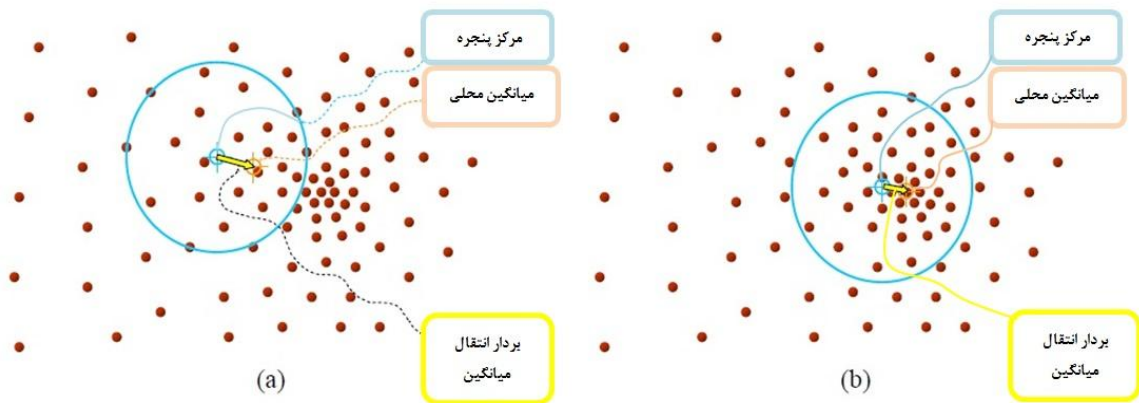 مرکز پنجره
میانگین محلی
بردار انتقال
میانگین
(a)
مرکز پنجره
میانگین محلی
بردار انتقال
میانگین
(b)